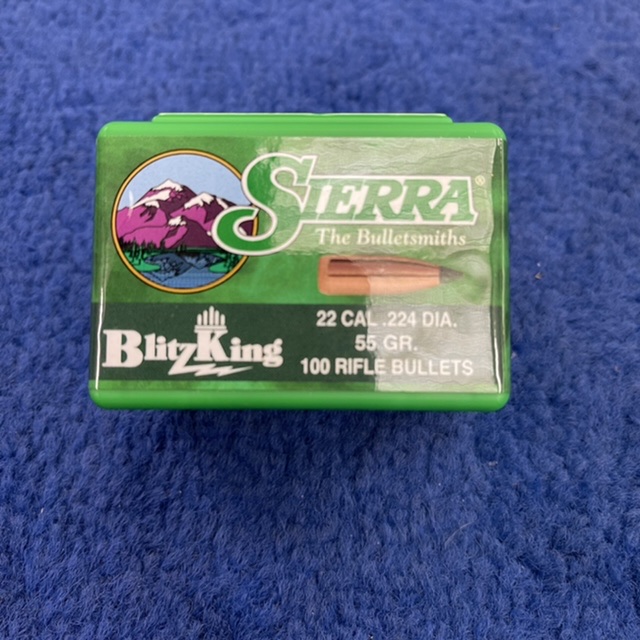 SIERRA®
The Bulletsmiths
22 CAL .224 DIA.
55 GR.
100 RIFLE BULLETS
BlitzKing